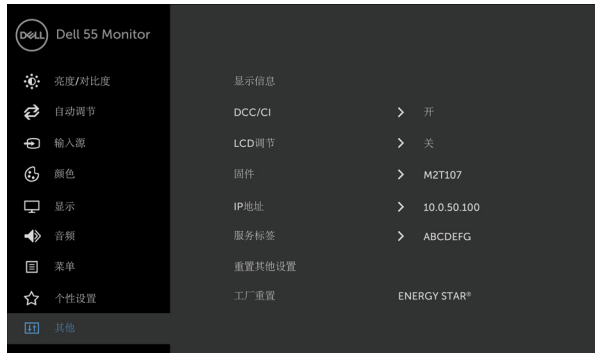 DELL Dell 55 Monitor
亮度/对比度
自动调节
输入源
颜色
显示
音频
菜单
个性设置
其他
显示信息
DCC/CI 开
LCD调节 关
固件 M2T107
IP地址 10.0.50.100
服务标签 ABCDEFG
重置其他设置
工厂重置 ENERGY STAR®